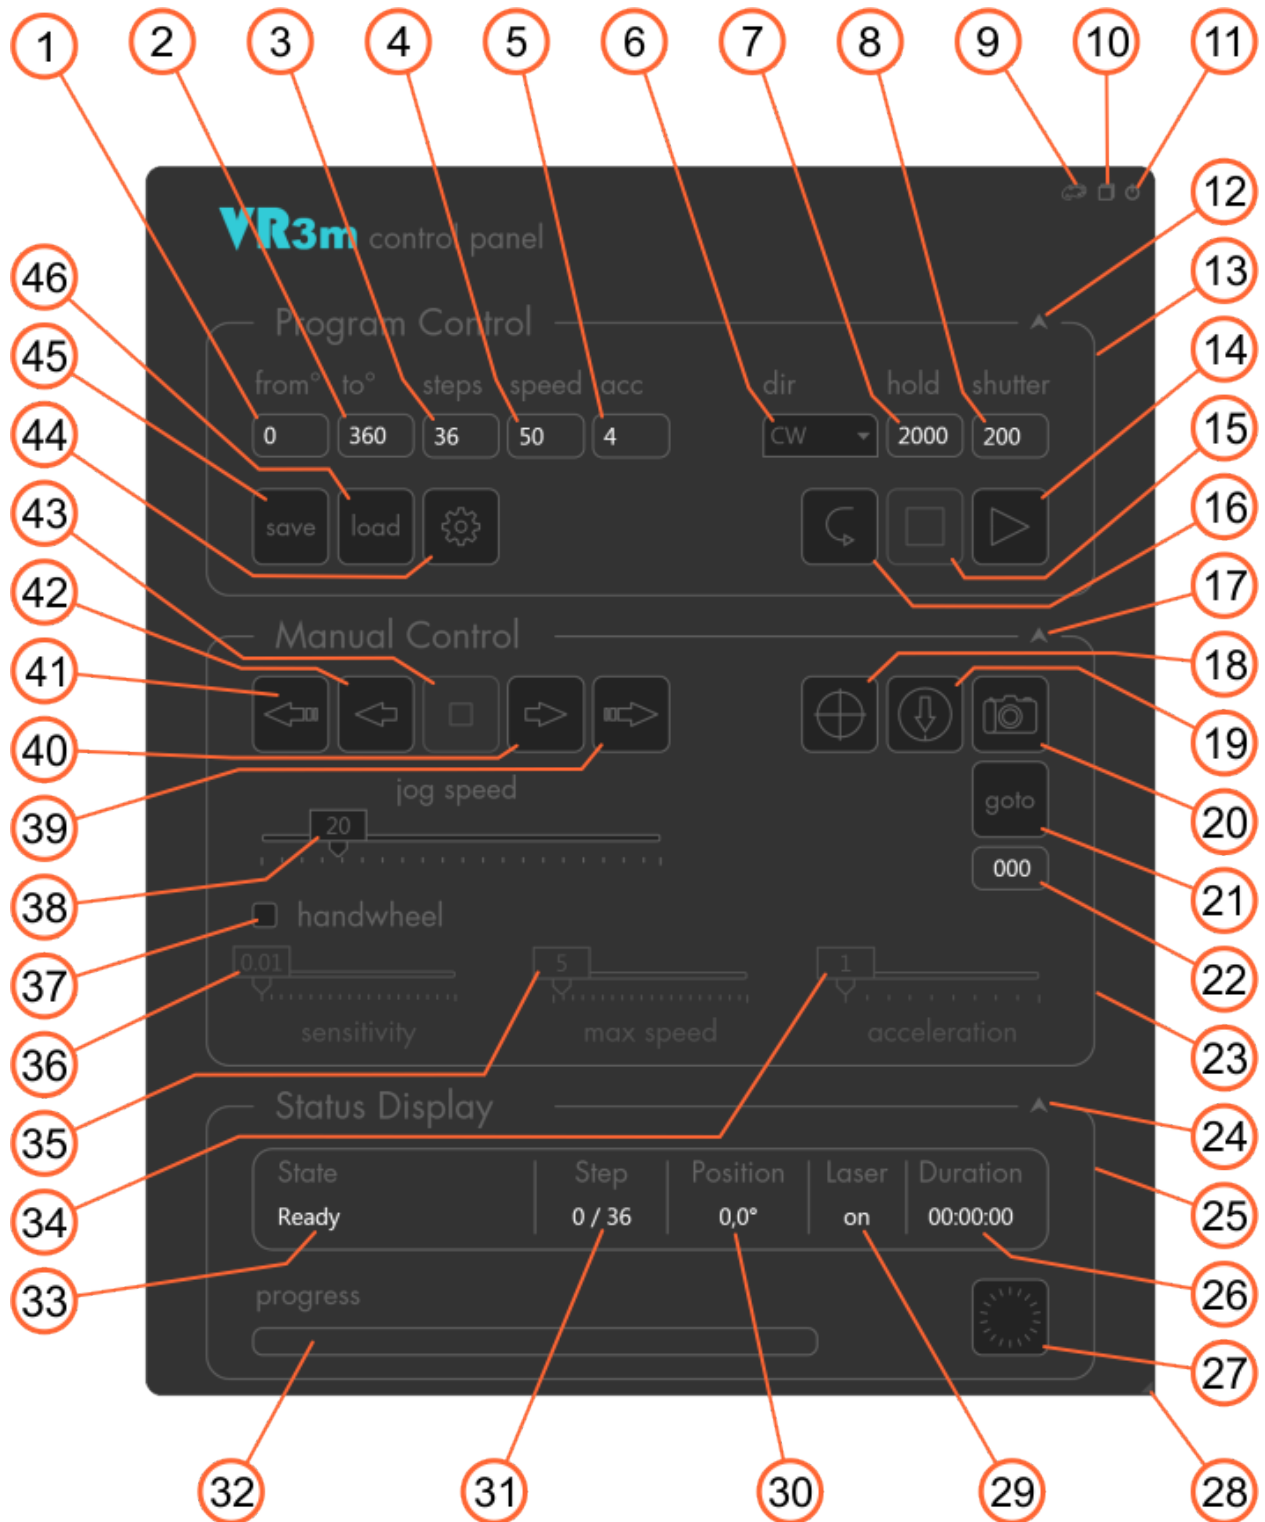 1 2 3 4 5 6 7 8 9 10 11
12
VR3m control panel
13
46
Program Control
45
14
from° to° steps speed acc dir hold shutter
44
0 360 36 50 4 CW 2000 200
15
43
save load
16
42
17
Manual Control
41
18
40
19
39
jog speed
goto
20
20
38
000
21
handwheel
37
22
0.01 5 1
36
sensitivity max speed acceleration
23
35
Status Display
24
34
State Step Position Laser Duration
25
Ready 0 / 36 0,0° on 00:00:00
33
progress
26
27
32 31 30 29 28